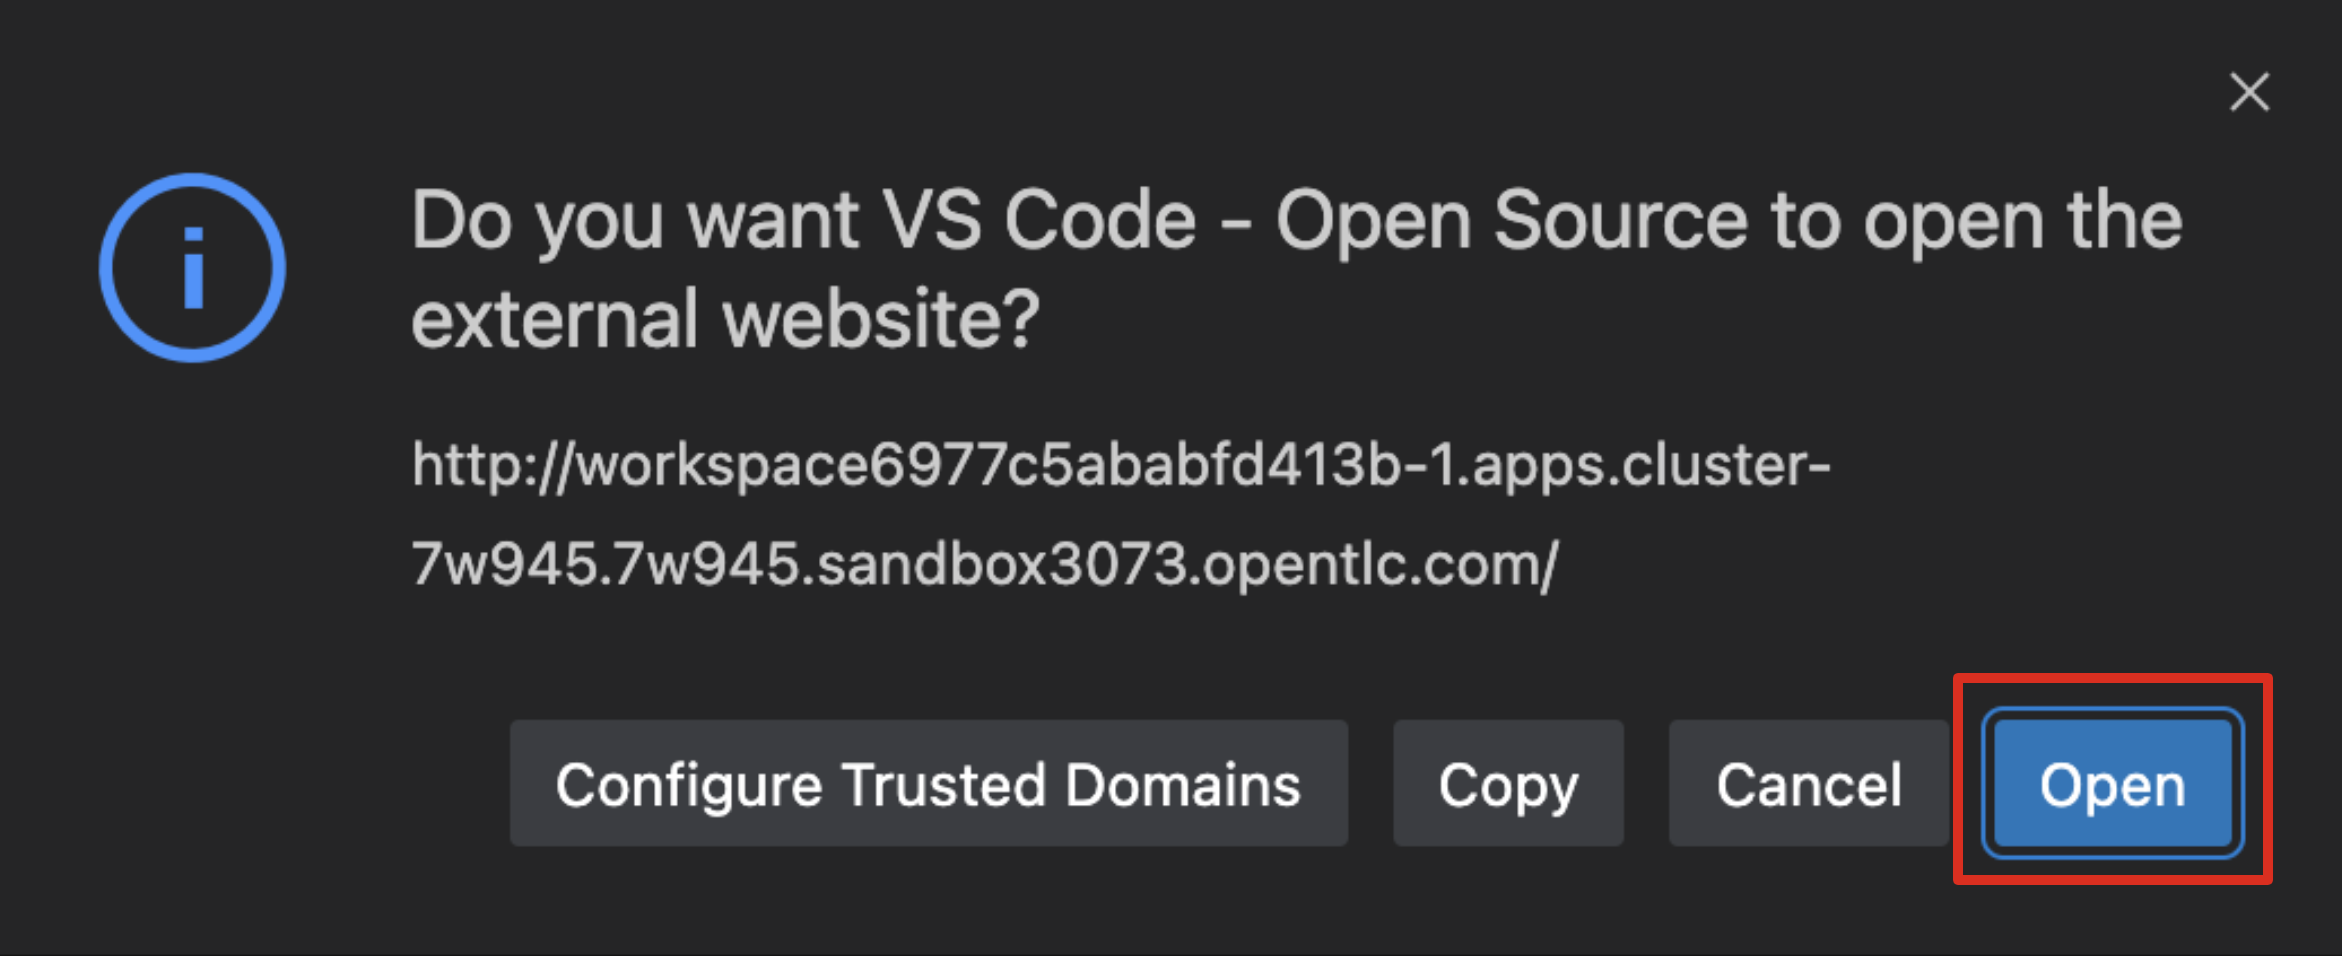 Do you want VS Code - Open Source to open the
external website?
http://workspace6977c5ababfd413b-1.apps.cluster-
7w945.7w945.sandbox3073.opentlc.com/
Configure Trusted Domains
Copy
Cancel
Open